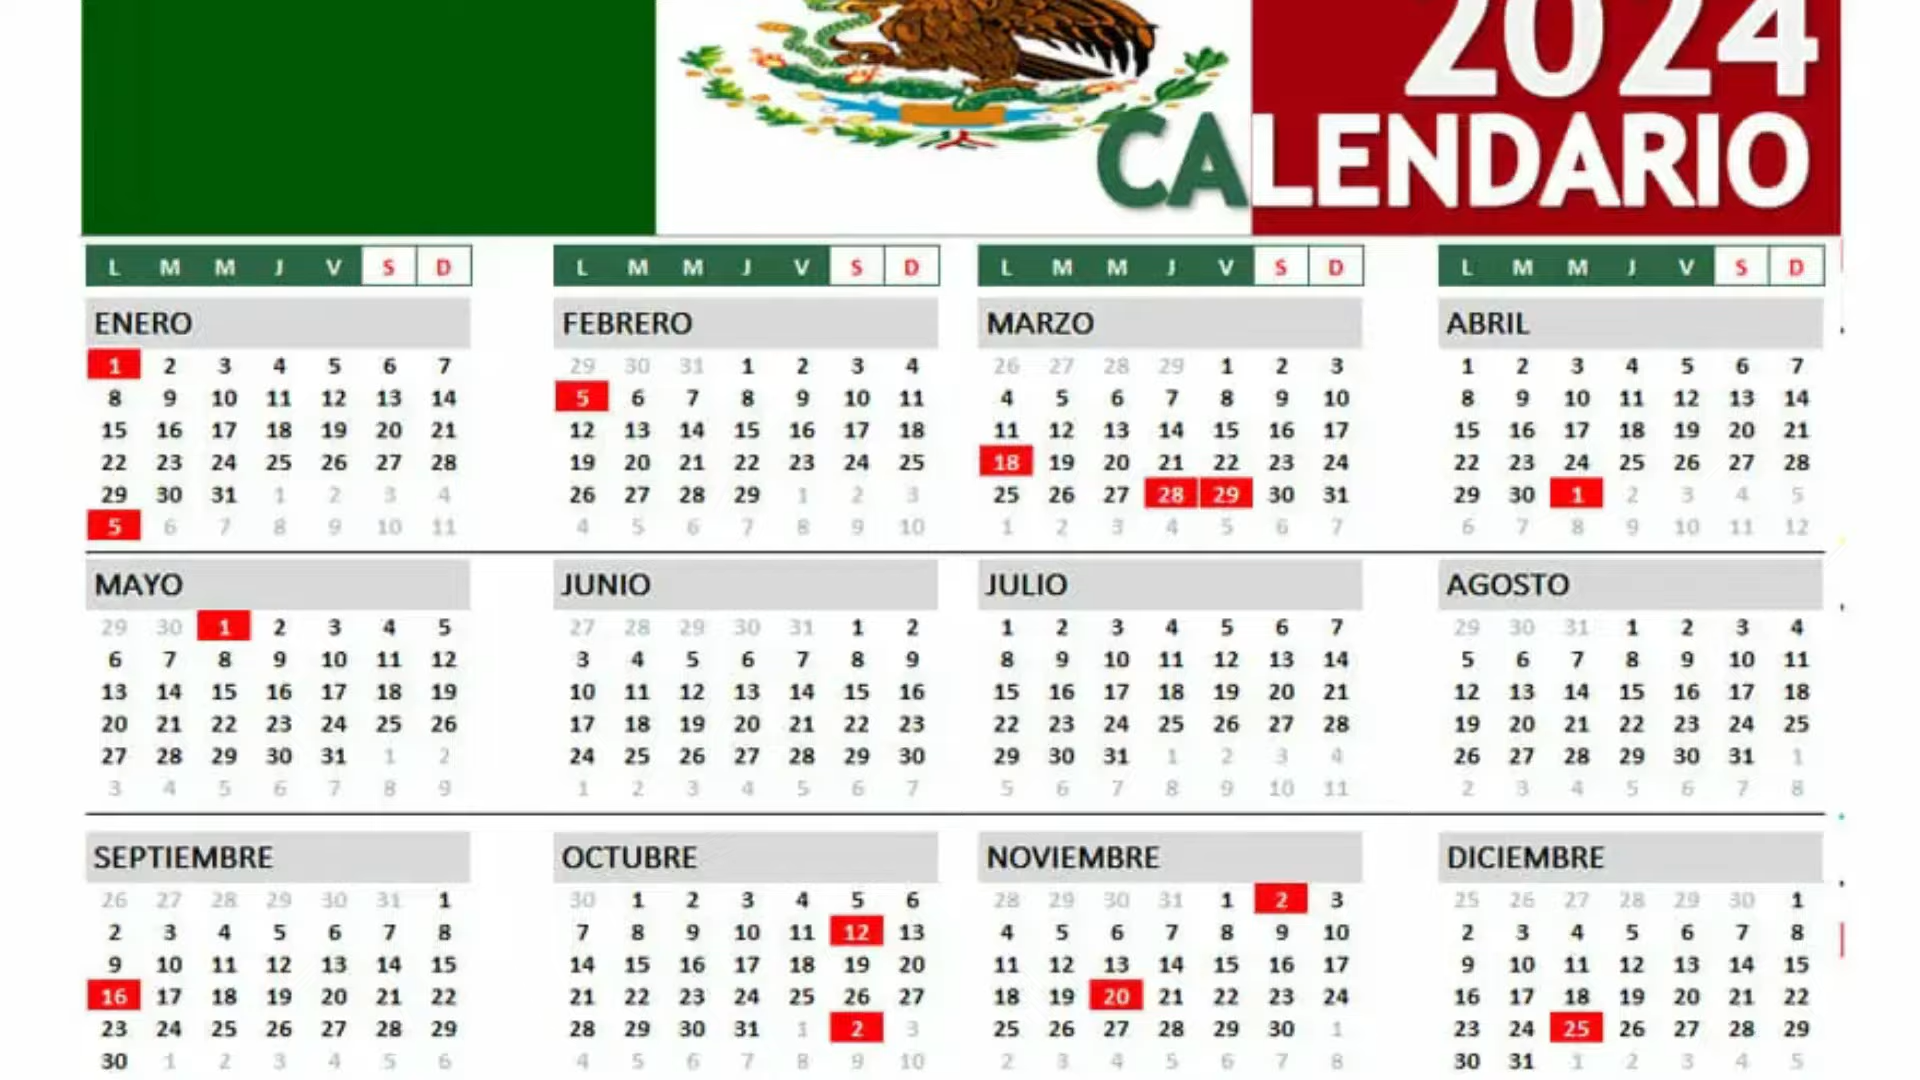 2024
CALENDARIO
L M M J V S D L M M J V S D L M M J V S D L M M J V S D
ENERO FEBRERO MARZO ABRIL
1 2 3 4 5 6 7 29 30 31 1 2 3 4 26 27 28 29 1 2 3 1 2 3 4 5 6 7
8 9 10 11 12 13 14 5 6 7 8 9 10 11 4 5 6 7 8 9 10 8 9 10 11 12 13 14
15 16 17 18 19 20 21 12 13 14 15 16 17 18 11 12 13 14 15 16 17 15 16 17 18 19 20 21
22 23 24 25 26 27 28 19 20 21 22 23 24 25 18 19 20 21 22 23 24 22 23 24 25 26 27 28
29 30 31 1 2 3 4 26 27 28 29 1 2 3 25 26 27 28 29 30 31 29 30 1 2 3 4 5
5 6 7 8 9 10 11 4 5 6 7 8 9 10 1 2 3 4 5 6 7 6 7 8 9 10 11 12
MAYO JUNIO JULIO AGOSTO
29 30 1 2 3 4 5 27 28 29 30 31 1 2 1 2 3 4 5 6 7 29 30 31 1 2 3 4
6 7 8 9 10 11 12 3 4 5 6 7 8 9 8 9 10 11 12 13 14 5 6 7 8 9 10 11
13 14 15 16 17 18 19 10 11 12 13 14 15 16 15 16 17 18 19 20 21 12 13 14 15 16 17 18
20 21 22 23 24 25 26 17 18 19 20 21 22 23 22 23 24 25 26 27 28 19 20 21 22 23 24 25
27 28 29 30 31 1 2 24 25 26 27 28 29 30 29 30 31 1 2 3 4 26 27 28 29 30 31 1
3 4 5 6 7 8 9 1 2 3 4 5 6 7 5 6 7 8 9 10 11 2 3 4 5 6 7 8
SEPTIEMBRE OCTUBRE NOVIEMBRE DICIEMBRE
26 27 28 29 30 31 1 30 1 2 3 4 5 6 28 29 30 31 1 2 3 25 26 27 28 29 30 1
2 3 4 5 6 7 8 7 8 9 10 11 12 13 4 5 6 7 8 9 10 2 3 4 5 6 7 8
9 10 11 12 13 14 15 14 15 16 17 18 19 20 11 12 13 14 15 16 17 9 10 11 12 13 14 15
16 17 18 19 20 21 22 21 22 23 24 25 26 27 18 19 20 21 22 23 24 16 17 18 19 20 21 22
23 24 25 26 27 28 29 28 29 30 31 1 2 3 25 26 27 28 29 30 1 23 24 25 26 27 28 29
30 1 2 3 4 5 6 4 5 6 7 8 9 10 2 3 4 5 6 7 8 30 31 1 2 3 4 5